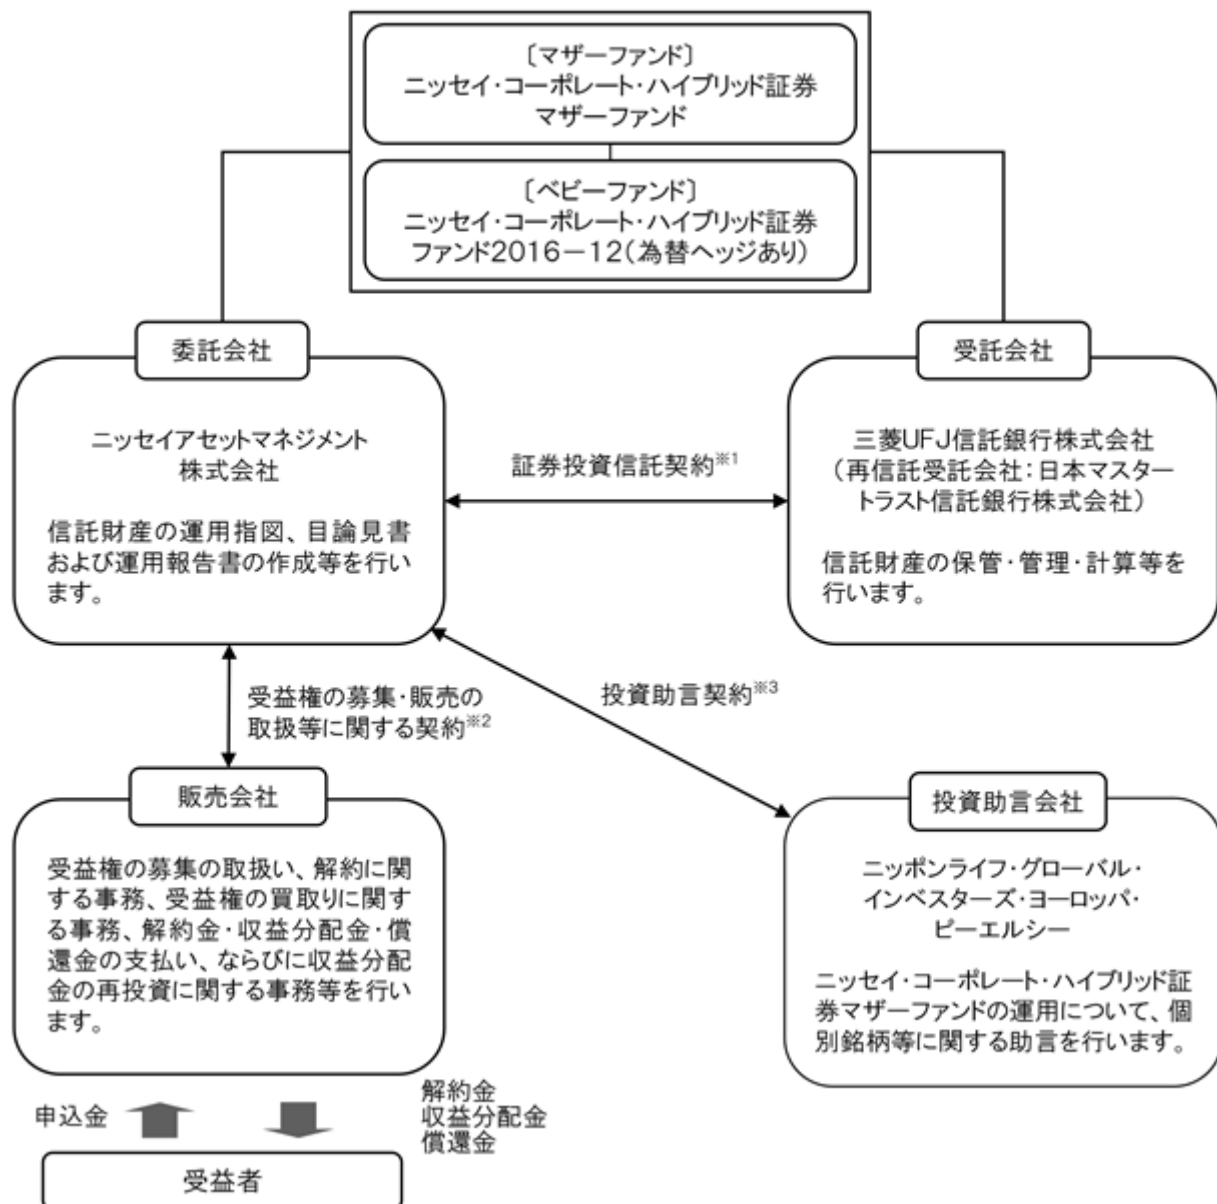 〔マザーファンド〕
ニッセイ・コーポレート・ハイブリッド証券
マザーファンド
〔ベビーファンド〕
ニッセイ・コーポレート・ハイブリッド証券
ファンド2016－12（為替ヘッジあり）
委託会社
ニッセイアセットマネジメント
株式会社
信託財産の運用指図、目論見書
および運用報告書の作成等を行い
ます。
証券投資信託契約※1
受託会社
三菱UFJ信託銀行株式会社
（再信託受託会社：日本マスター
トラスト信託銀行株式会社）
信託財産の保管・管理・計算等を
行います。
受益権の募集・販売の
取扱等に関する契約※2
投資助言契約※3
販売会社
受益権の募集の取扱い、解約に関
する事務、受益権の買取りに関す
る事務、解約金・収益分配金・償
還金の支払い、ならびに収益分配
金の再投資に関する事務等を行い
ます。
投資助言会社
ニッポンライフ・グローバル・
インベスターズ・ヨーロッパ・
ピーエルシー
ニッセイ・コーポレート・ハイブリッド証
券マザーファンドの運用について、個
別銘柄等に関する助言を行います。
申込金
解約金
収益分配金
償還金
受益者